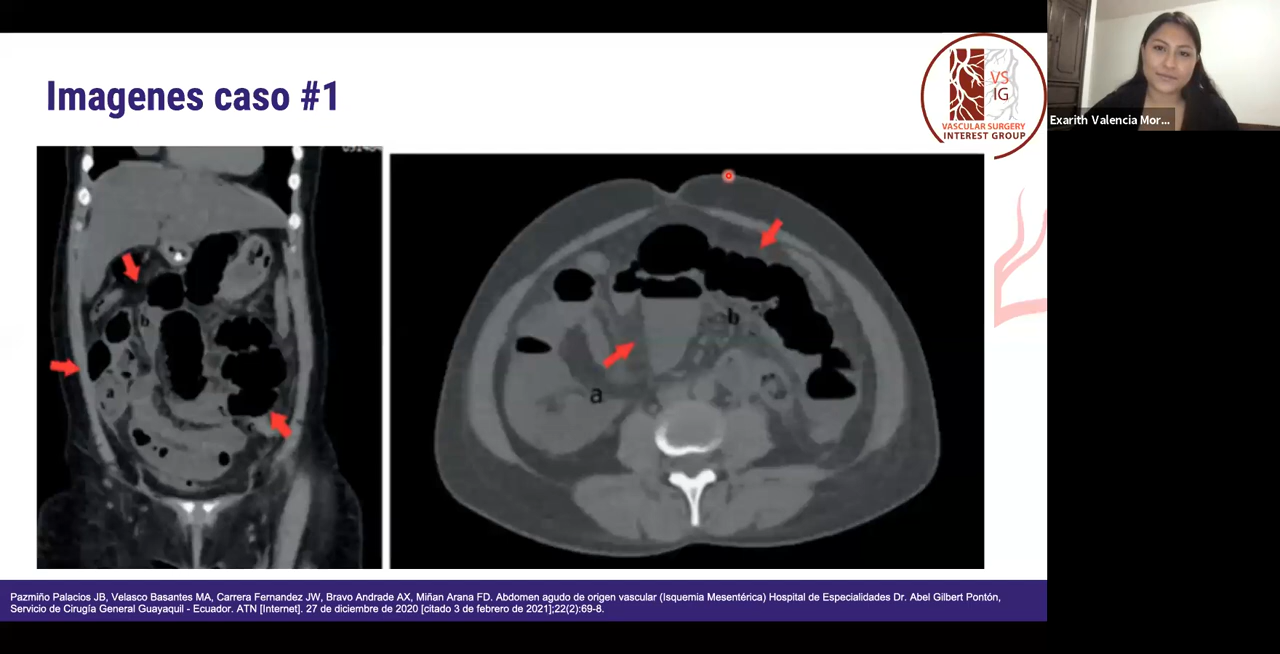 Imagenes caso #1
VS
IG
VASCULAR SURGERY
INTEREST GROUP
Exarith Valencia Mor...
b
a
b
a
Pazmiño Palacios JB, Velasco Basantes MA, Carrera Fernandez JW, Bravo Andrade AX, Miñan Arana FD. Abdomen agudo de origen vascular (Isquemia Mesentérica) Hospital de Especialidades Dr. Abel Gilbert Pontón,
Servicio de Cirugía General Guayaquil - Ecuador. ATN [Internet]. 27 de diciembre de 2020 [citado 3 de febrero de 2021];22(2):69-8.